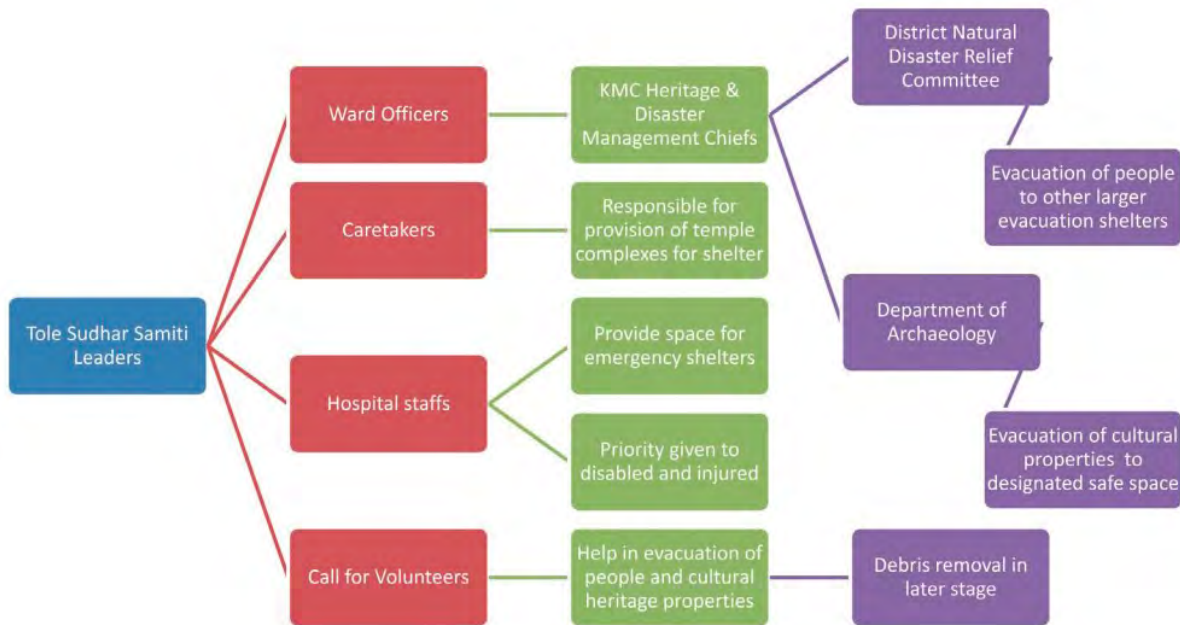 Tole Sudhar Samiti
Leaders
Ward Officers
Caretakers
Hospital staffs
Call for Volunteers
KMC Heritage &
Disaster
Management Chiefs
Responsible for
provision of temple
complexes for shelter
Provide space for
emergency shelters
Priority given to
disabled and injured
Help in evacuation of
people and cultural
heritage properties
District Natural
Disaster Relief
Committee
Evacuation of people
to other larger
evacuation shelters
Department of
Archaeology
Evacuation of cultural
properties to
designated safe space
Debris removal in
later stage